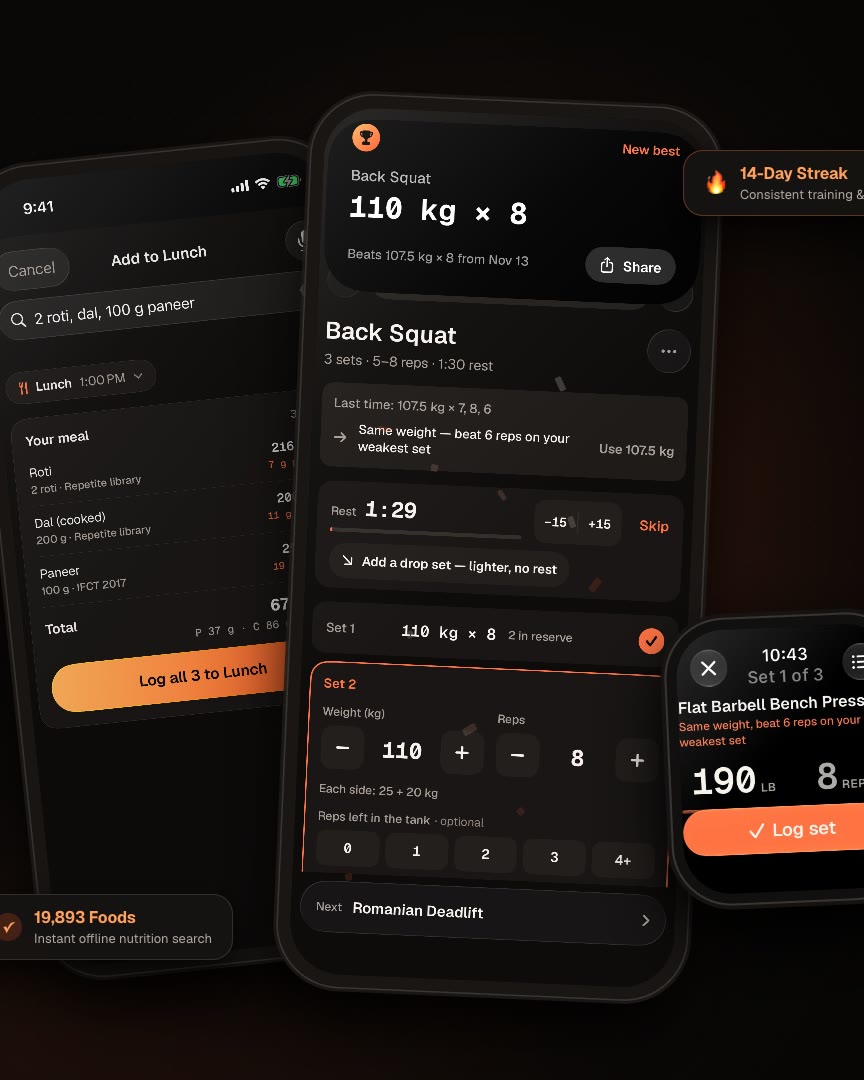 9:41
Cancel
Add to Lunch
2 roti, dal, 100 g paneer
Lunch 1:00 PM
Your meal
Roti
216
2 roti · Repetite library
7 g
Dal (cooked)
20
200 g · Repetite library
11 g
Paneer
100 g · IFCT 2017
19
Total
67
P 37 g · C 86
Log all 3 to Lunch
19,893 Foods
Instant offline nutrition search
New best
Back Squat
110 kg × 8
Beats 107.5 kg × 8 from Nov 13
Share
Back Squat
3 sets · 5–8 reps · 1:30 rest
Last time: 107.5 kg × 7, 8, 6
Same weight — beat 6 reps on your
weakest set
Use 107.5 kg
Rest 1:29
−15 +15 Skip
Add a drop set — lighter, no rest
Set 1 110 kg × 8 2 in reserve
Set 2
Weight (kg) Reps
− 110 + − 8 +
Each side: 25 + 20 kg
Reps left in the tank · optional
0 1 2 3 4+
Next Romanian Deadlift
14-Day Streak
Consistent training &
10:43
Set 1 of 3
Flat Barbell Bench Press
Same weight, beat 6 reps on your
weakest set
190 LB 8 REP
Log set